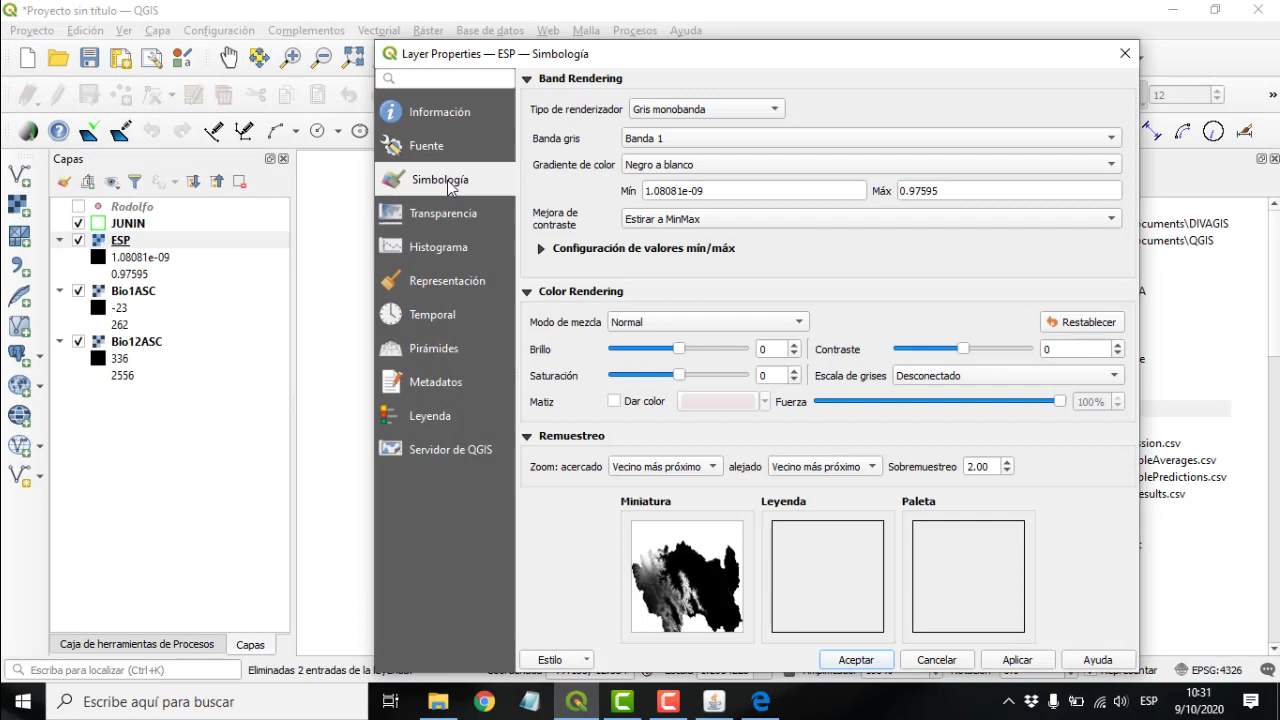 *Proyecto sin título — QGIS
Proyecto Edición Ver Capa Configuración Complementos Vectorial Ráster Base de datos Web Malla Procesos Ayuda
Layer Properties — ESP — Simbología
12
»
Capas
Rodolfo
JUNIN
ESP
1.08081e-09
0.97595
Bio1ASC
-23
262
Bio12ASC
336
2556
Caja de herramientas de Procesos
Capas
Información
Fuente
Simbología
Transparencia
Histograma
Representación
Temporal
Pirámides
Metadatos
Leyenda
Servidor de QGIS
Band Rendering
Tipo de renderizador Gris monobanda
Banda gris Banda 1
Gradiente de color Negro a blanco
Mín 1.08081e-09 Máx 0.97595
Mejora de contraste Estirar a MinMax
Configuración de valores mín/máx
Color Rendering
Modo de mezcla Normal Restablecer
Brillo 0 Contraste 0
Saturación 0 Escala de grises Desconectado
Matiz Dar color Fuerza 100%
Remuestreo
Zoom: acercado Vecino más próximo alejado Vecino más próximo Sobremuestreo 2.00
Miniatura Leyenda Paleta
Estilo Aceptar Cancelar Aplicar Ayuda
ocuments\DIVAGIS
ocuments\QGIS
sion.csv
pleAverages.csv
plePredictions.csv
esults.csv
Escribe para localizar (Ctrl+K) Eliminadas 2 entradas de la leyenda
EPSG:4326
Escribe aquí para buscar
ESP
10:31
9/10/2020